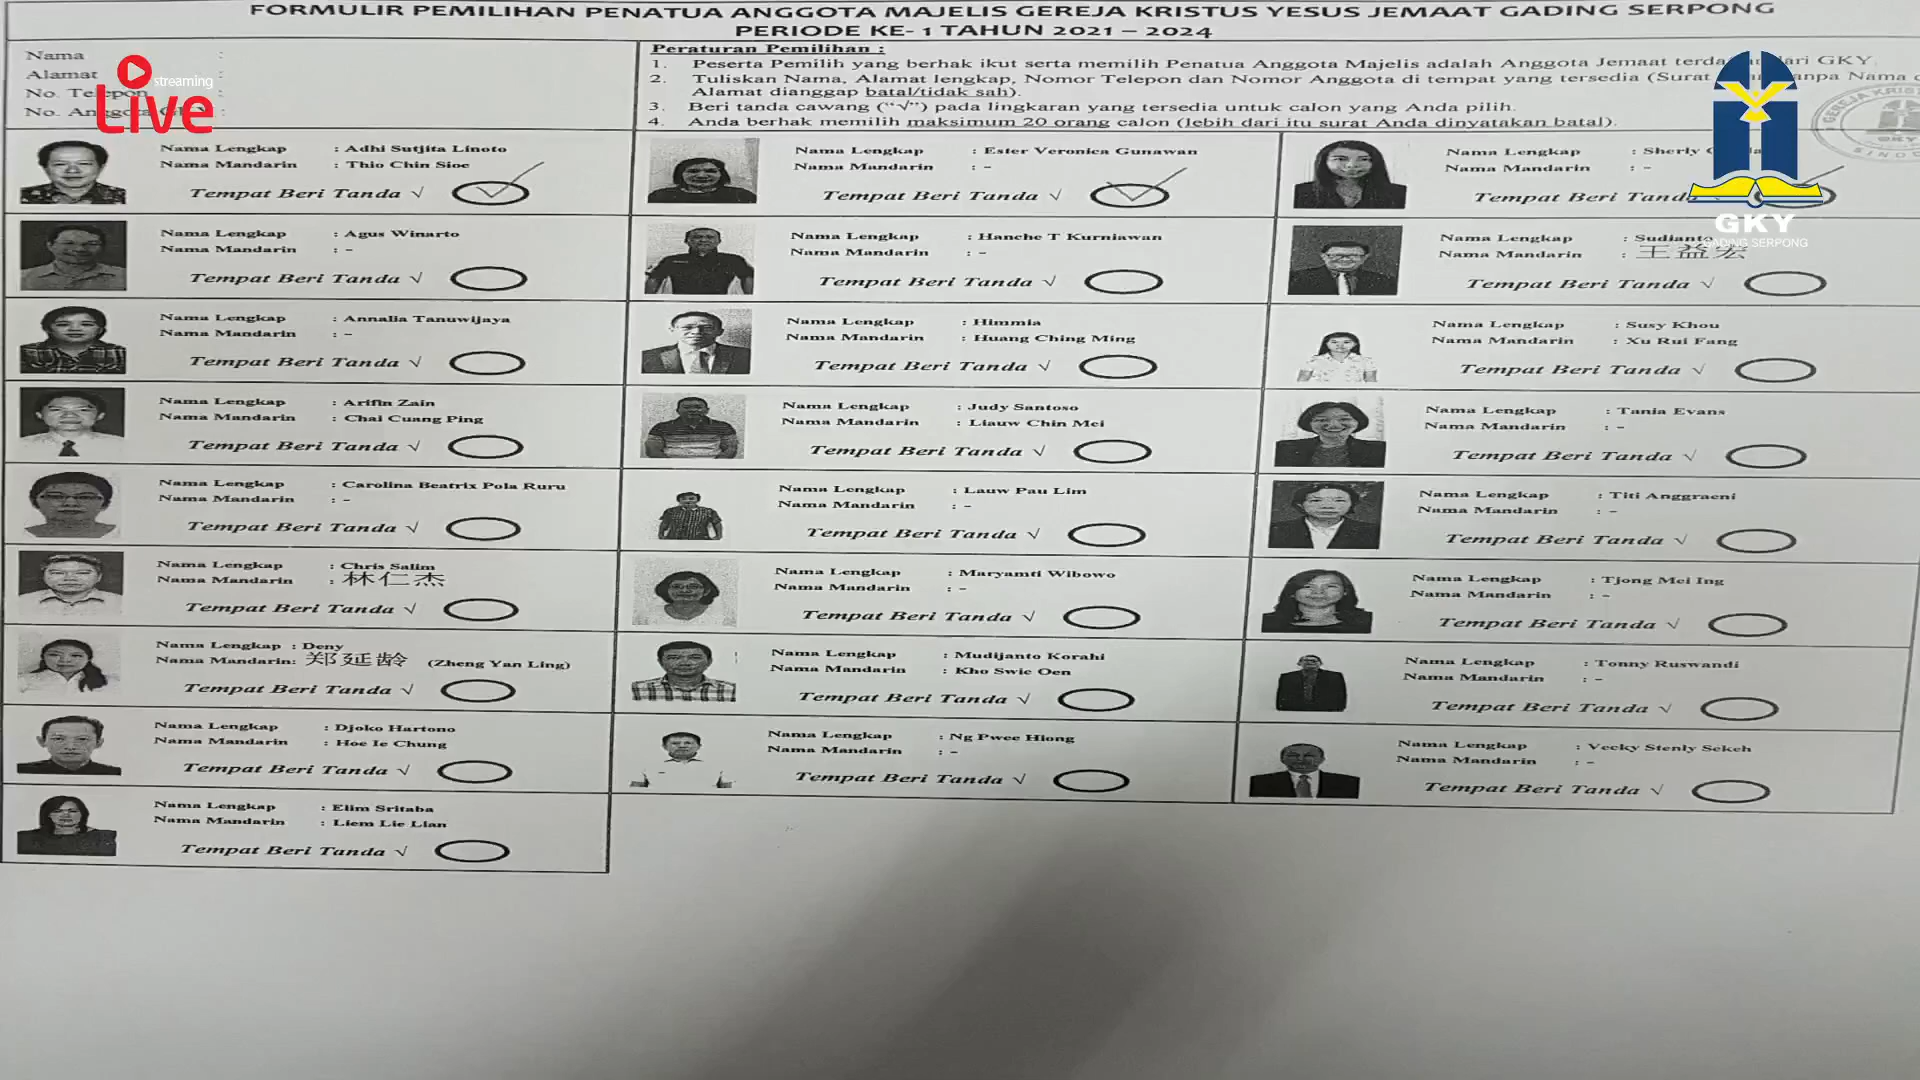 FORMULIR PEMILIHAN PENATUA ANGGOTA MAJELIS GEREJA KRISTUS YESUS JEMAAT GADING SERPONG
PERIODE KE- 1 TAHUN 2021 – 2024
Nama :
Alamat :
No. Telepon :
No. Anggota GKY :
streaming
Live
Peraturan Pemilihan :
1. Peserta Pemilih yang berhak ikut serta memilih Penatua Anggota Majelis adalah Anggota Jemaat dari GKY.
2. Tuliskan Nama, Alamat lengkap, Nomor Telepon dan Nomor Anggota di tempat yang tersedia (Surat Nama
Alamat dianggap batal/tidak sah).
3. Beri tanda cawang ("√") pada lingkaran yang tersedia untuk calon yang Anda pilih.
4. Anda berhak memilih maksimum 20 orang calon (lebih dari itu surat Anda dinyatakan batal).
GKY
GADING SERPONG
GEREJA
GKY
SINOD
Nama Lengkap : Adhi Sutjita Linoto
Nama Mandarin : Thio Chin Sioe
Tempat Beri Tanda √
Nama Lengkap : Ester Veronica Gunawan
Nama Mandarin : -
Tempat Beri Tanda √
Nama Lengkap : Sherly
Nama Mandarin : -
Tempat Beri Tanda
Nama Lengkap : Agus Winarto
Nama Mandarin : -
Tempat Beri Tanda √
Nama Lengkap : Hanche T Kurniawan
Nama Mandarin : -
Tempat Beri Tanda √
Nama Lengkap : Sudianto
Nama Mandarin : 王益宏
Tempat Beri Tanda √
Nama Lengkap : Annalia Tanuwijaya
Nama Mandarin : -
Tempat Beri Tanda √
Nama Lengkap : Himmia
Nama Mandarin : Huang Ching Ming
Tempat Beri Tanda √
Nama Lengkap : Susy Khou
Nama Mandarin : Xu Rui Fang
Tempat Beri Tanda √
Nama Lengkap : Arifin Zain
Nama Mandarin : Chai Cuang Ping
Tempat Beri Tanda √
Nama Lengkap : Judy Santoso
Nama Mandarin : Liauw Chin Mei
Tempat Beri Tanda √
Nama Lengkap : Tania Evans
Nama Mandarin : -
Tempat Beri Tanda √
Nama Lengkap : Carolina Beatrix Pola Ruru
Nama Mandarin : -
Tempat Beri Tanda √
Nama Lengkap : Lauw Pau Lim
Nama Mandarin : -
Tempat Beri Tanda √
Nama Lengkap : Titi Anggraeni
Nama Mandarin : -
Tempat Beri Tanda √
Nama Lengkap : Chris Salim
Nama Mandarin : 林仁杰
Tempat Beri Tanda √
Nama Lengkap : Maryamti Wibowo
Nama Mandarin : -
Tempat Beri Tanda √
Nama Lengkap : Tjong Mei Ing
Nama Mandarin : -
Tempat Beri Tanda √
Nama Lengkap : Deny
Nama Mandarin: 郑延龄 (Zheng Yan Ling)
Tempat Beri Tanda √
Nama Lengkap : Mudijanto Korahi
Nama Mandarin : Kho Swie Oen
Tempat Beri Tanda √
Nama Lengkap : Tonny Ruswandi
Nama Mandarin : -
Tempat Beri Tanda √
Nama Lengkap : Djoko Hartono
Nama Mandarin : Hoe Ie Chung
Tempat Beri Tanda √
Nama Lengkap : Ng Pwee Hiong
Nama Mandarin : -
Tempat Beri Tanda √
Nama Lengkap : Vecky Stenly Sekeh
Nama Mandarin : -
Tempat Beri Tanda √
Nama Lengkap : Elim Sritaba
Nama Mandarin : Liem Lie Lian
Tempat Beri Tanda √